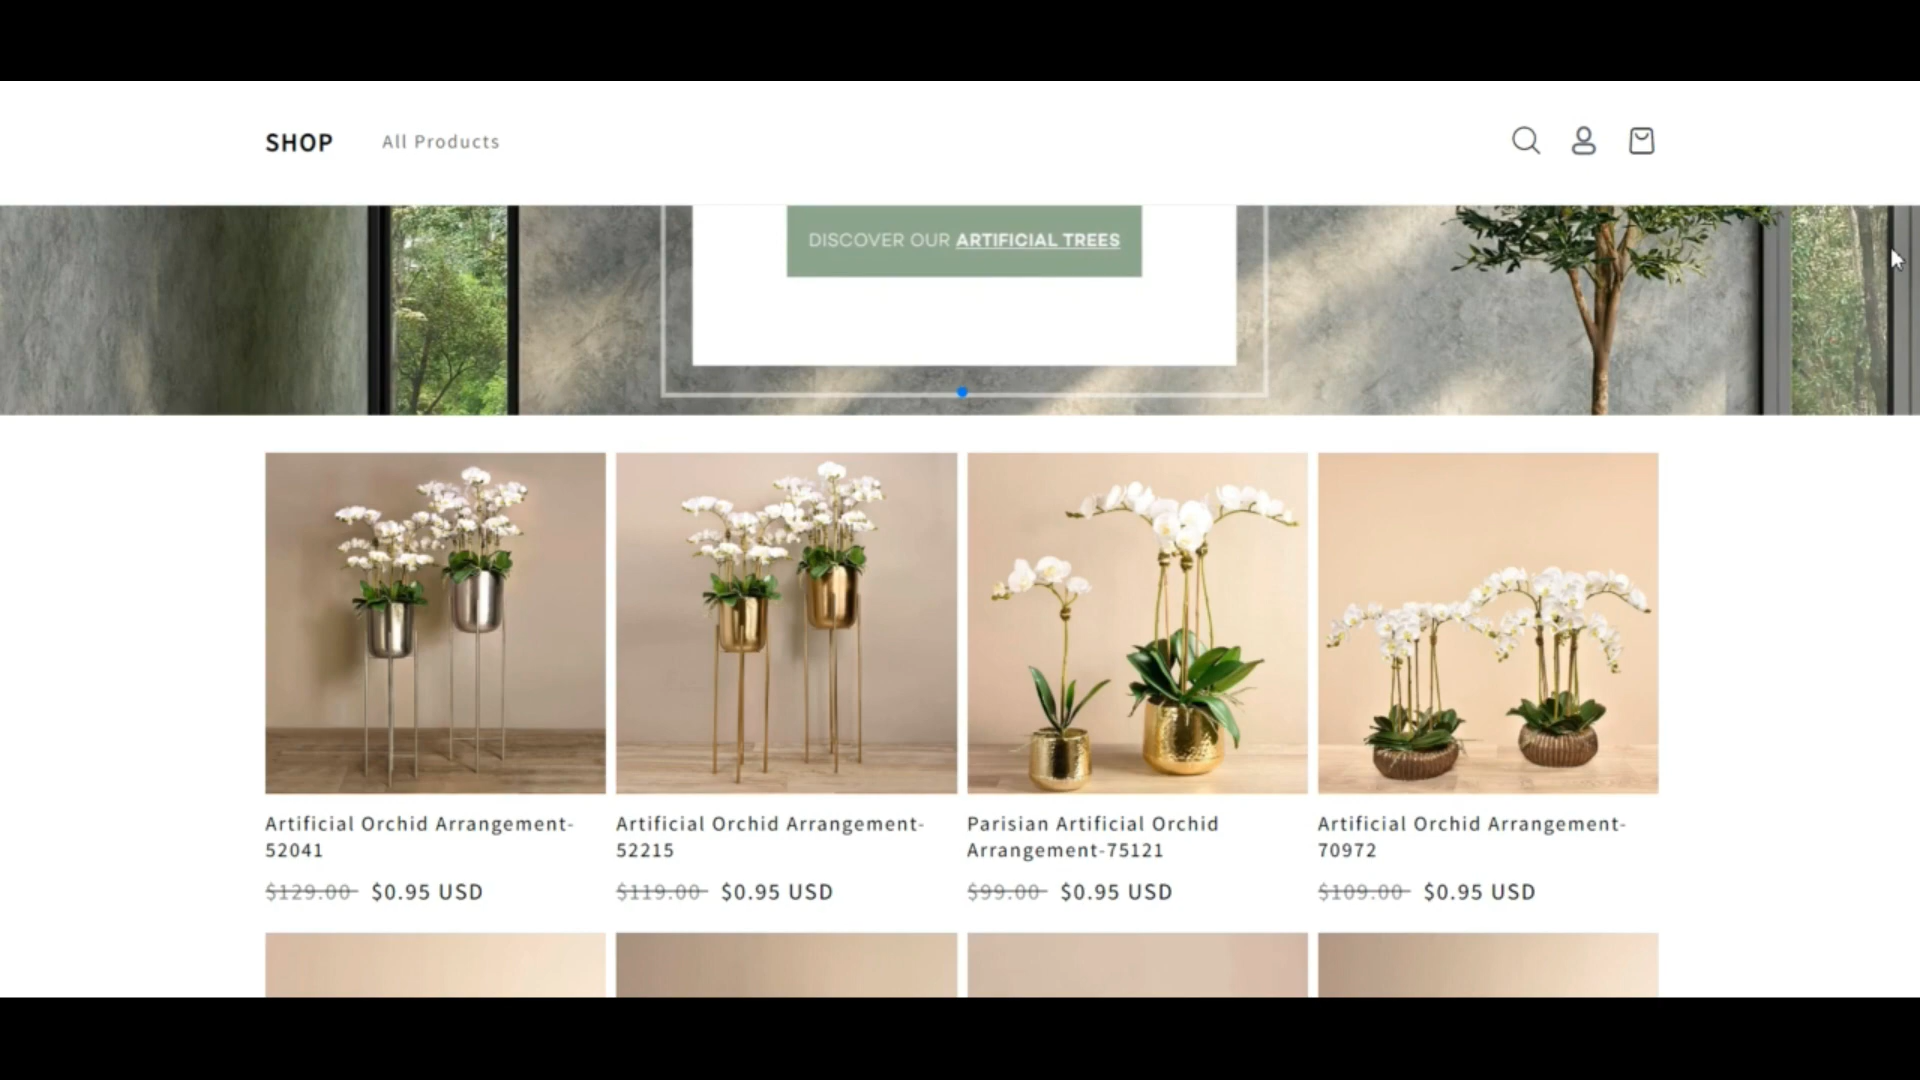 SHOP All Products
DISCOVER OUR ARTIFICIAL TREES
Artificial Orchid Arrangement-
52041
$129.00 $0.95 USD
Artificial Orchid Arrangement-
52215
$119.00 $0.95 USD
Parisian Artificial Orchid
Arrangement-75121
$99.00 $0.95 USD
Artificial Orchid Arrangement-
70972
$109.00 $0.95 USD